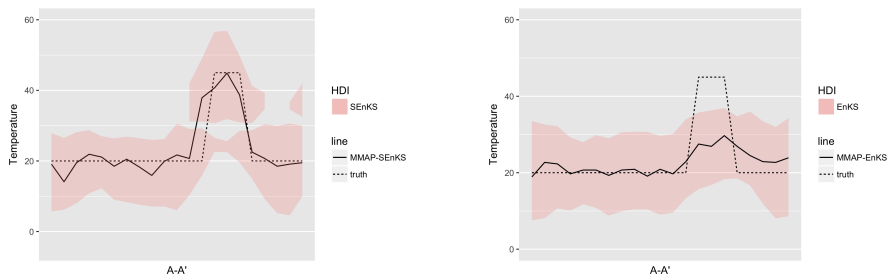 60
40
20
0
Temperature
A-A'
HDI
SEnKS
line
MMAP-SEnKS
truth
60
40
20
0
Temperature
A-A'
HDI
EnKS
line
MMAP-EnKS
truth